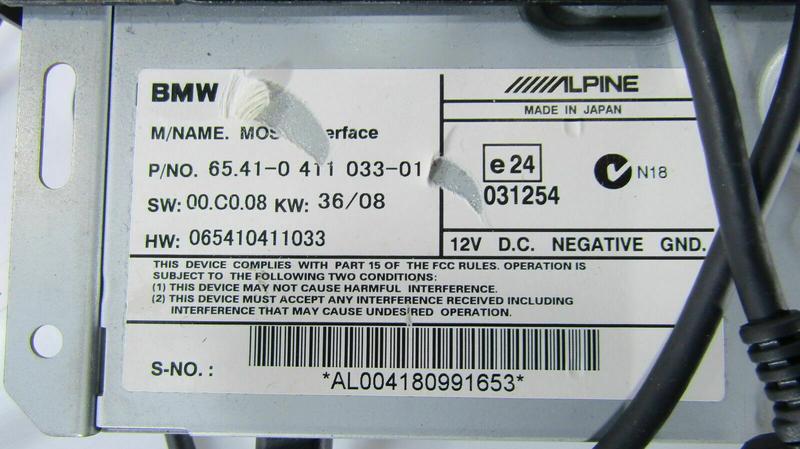 BMW
M/NAME. MOS erface
P/NO. 65.41-0 411 033-01
SW: 00.C0.08 KW: 36/08
HW: 065410411033
ALPINE
MADE IN JAPAN
e24
031254
N18
12V D.C. NEGATIVE GND.
THIS DEVICE COMPLIES WITH PART 15 OF THE FCC RULES. OPERATION IS
SUBJECT TO THE FOLLOWING TWO CONDITIONS:
(1) THIS DEVICE MAY NOT CAUSE HARMFUL INTERFERENCE.
(2) THIS DEVICE MUST ACCEPT ANY INTERFERENCE RECEIVED INCLUDING
INTERFERENCE THAT MAY CAUSE UNDESIRED OPERATION.
S-NO. :
*AL004180991653*